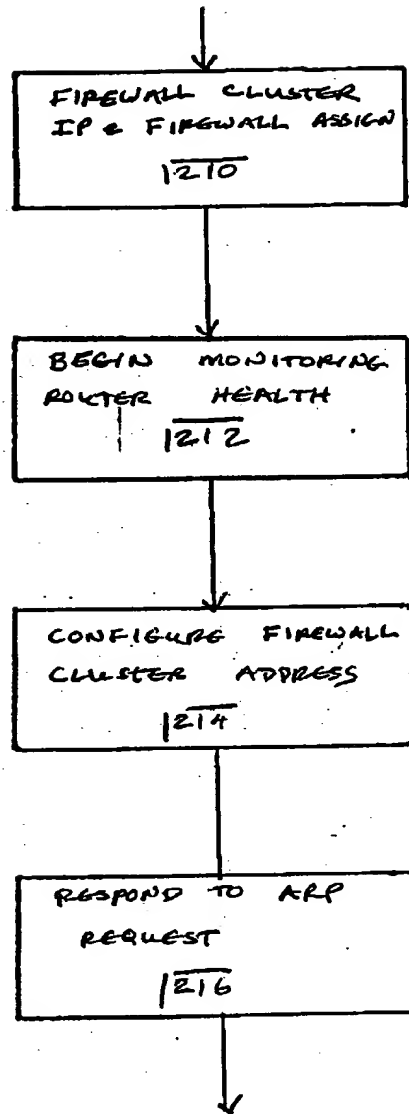 FIREWALL CLUSTER
IP & FIREWALL ASSIGN
1210
BEGIN MONITORING
ROUTER HEALTH
1212
CONFIGURE FIREWALL
CLUSTER ADDRESS
1214
RESPOND TO ARP
REQUEST
1216